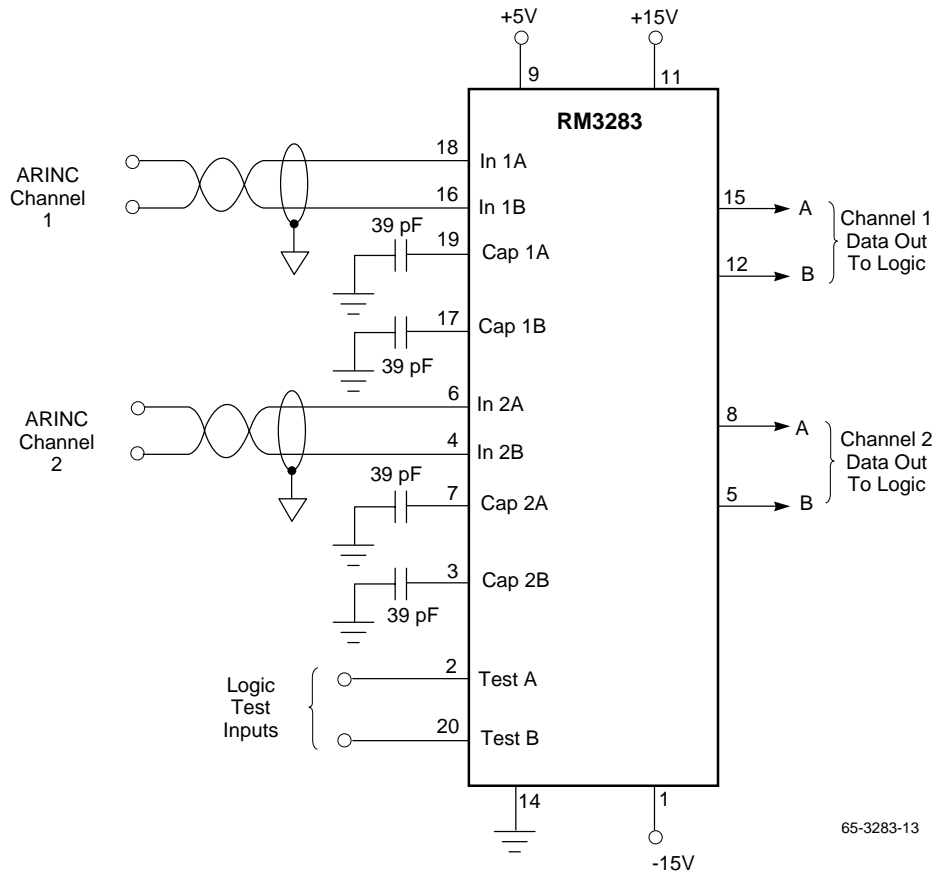 +5V
+15V
9
11
RM3283
ARINC
Channel
1
18
In 1A
16
In 1B
39 pF
19
Cap 1A
17
Cap 1B
39 pF
15
A
12
B
Channel 1
Data Out
To Logic
ARINC
Channel
2
6
In 2A
4
In 2B
39 pF
7
Cap 2A
3
Cap 2B
39 pF
8
A
5
B
Channel 2
Data Out
To Logic
Logic
Test
Inputs
2
Test A
20
Test B
14
1
-15V
65-3283-13